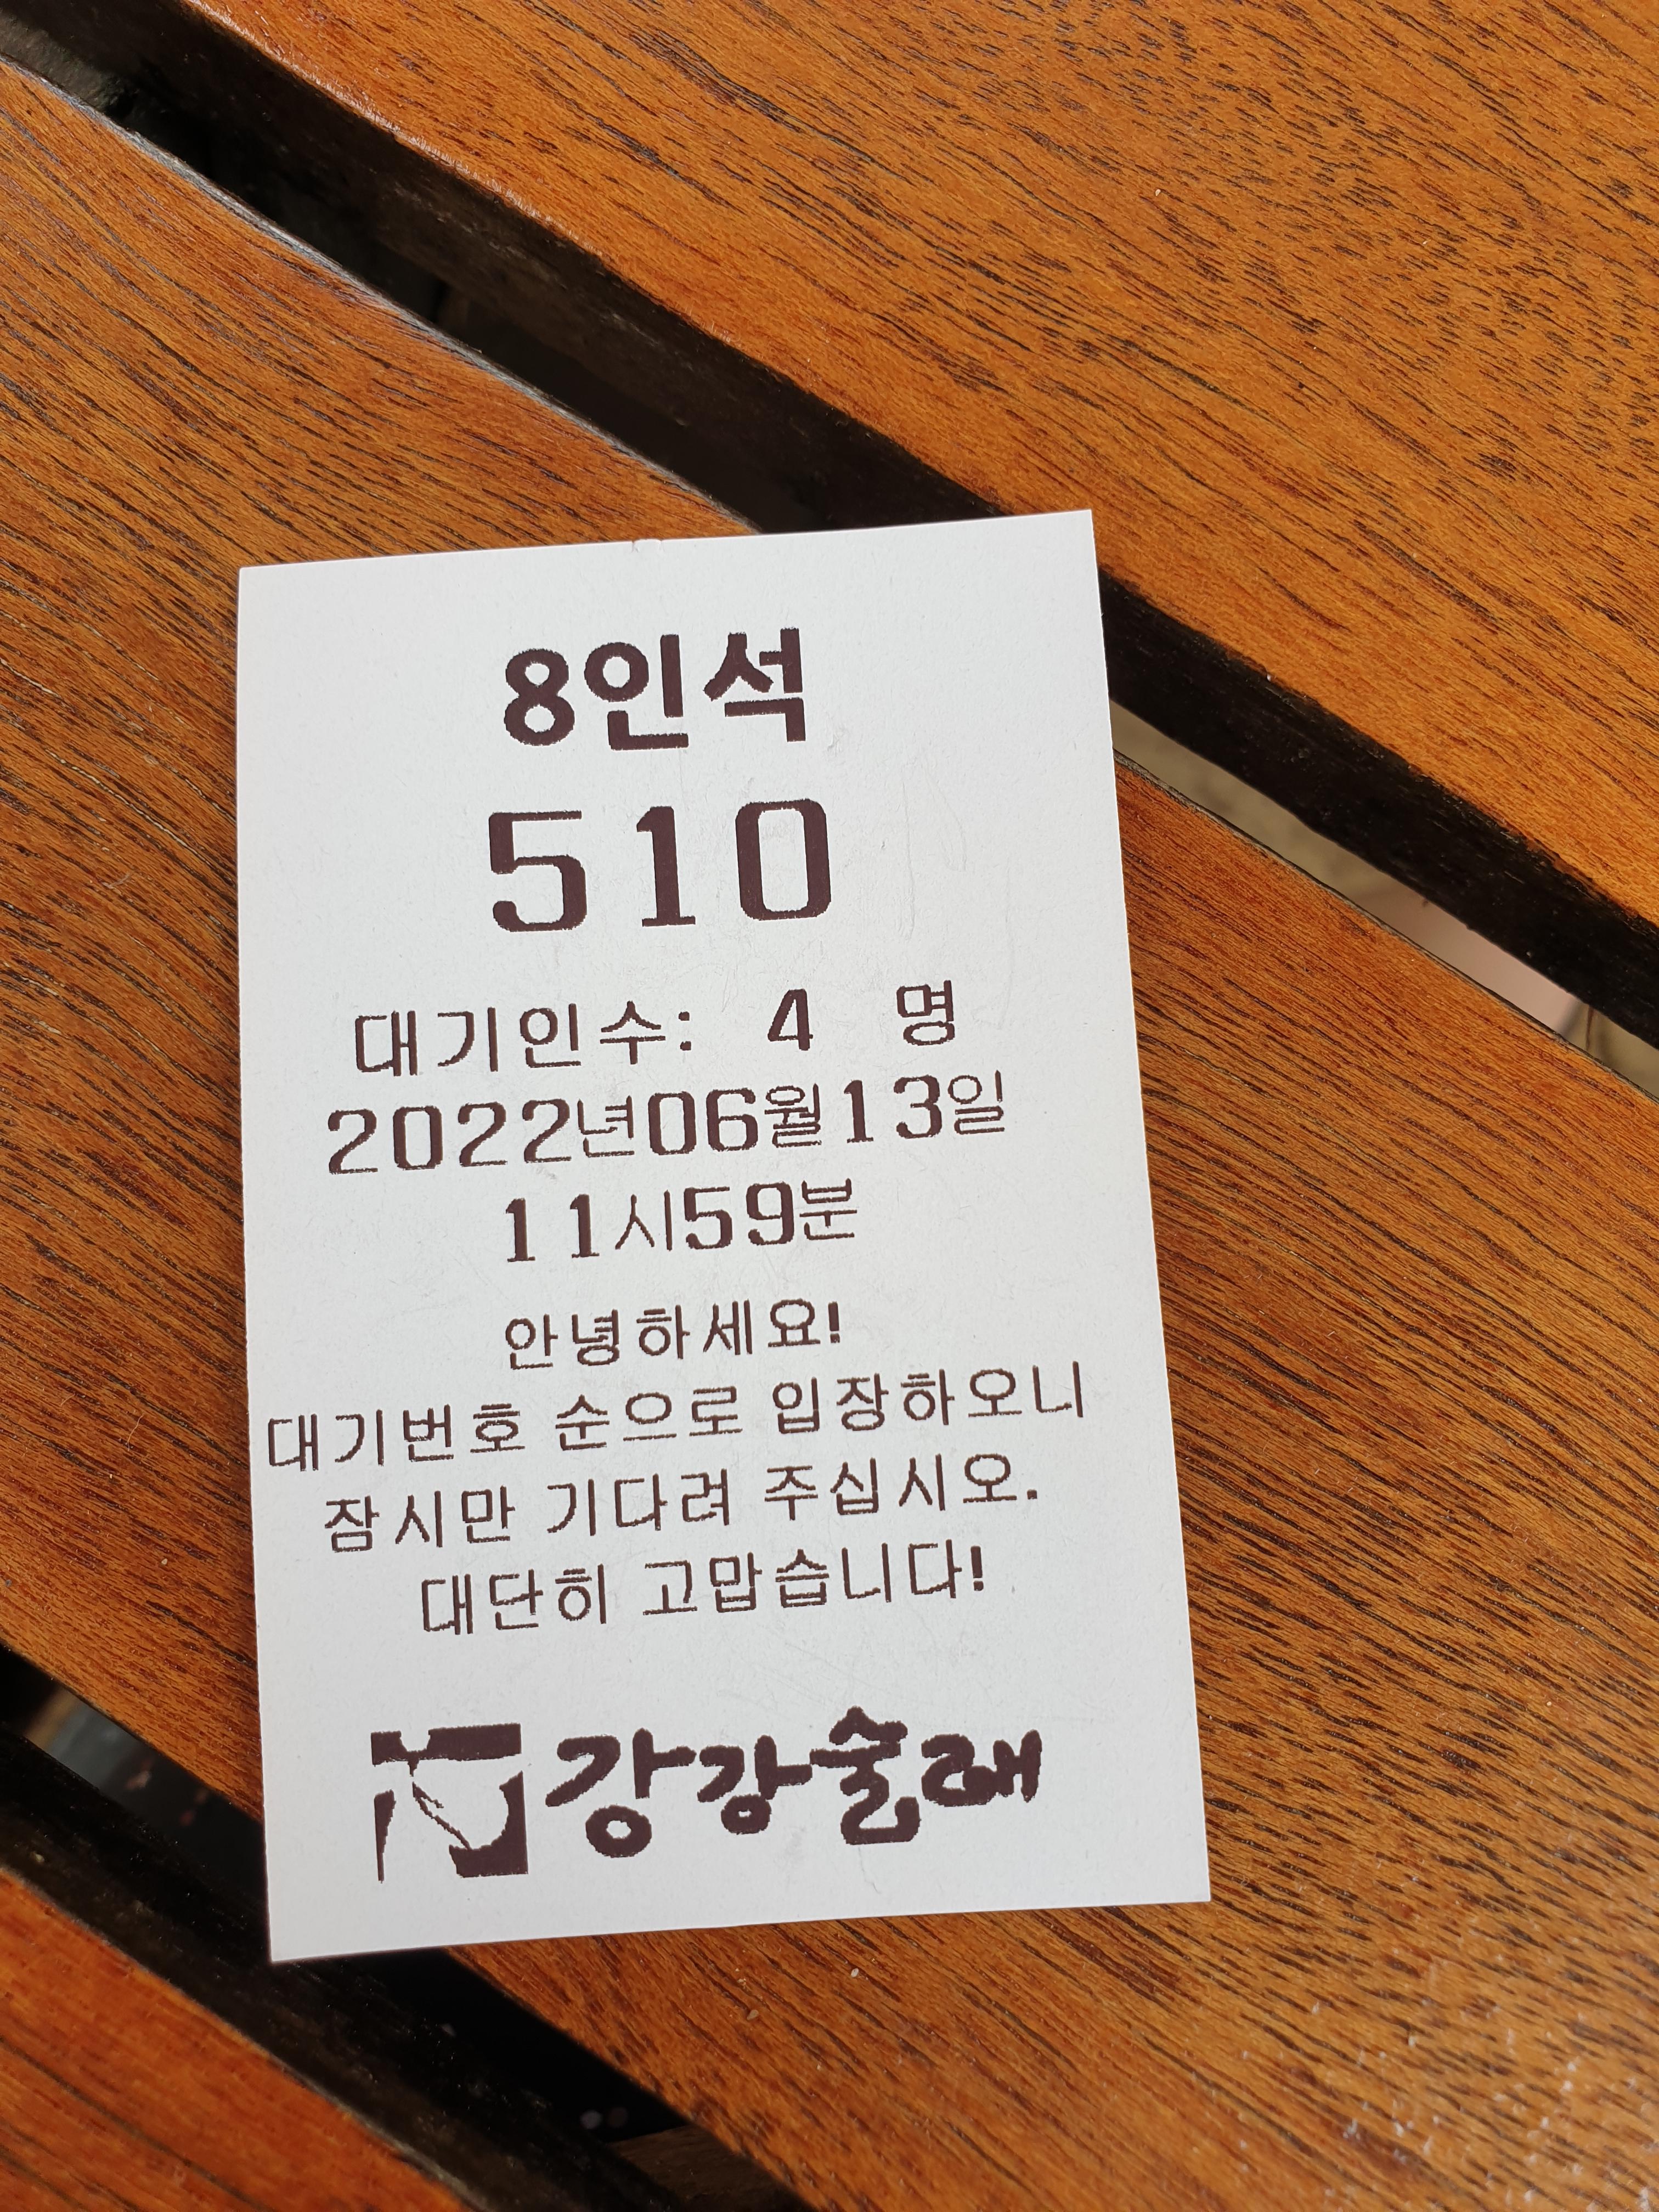 8인석
510
대기인수: 4 명
2022년06월13일
11시59분
안녕하세요!
대기번호 순으로 입장하오니
잠시만 기다려 주십시오.
대단히 고맙습니다!
강강술래